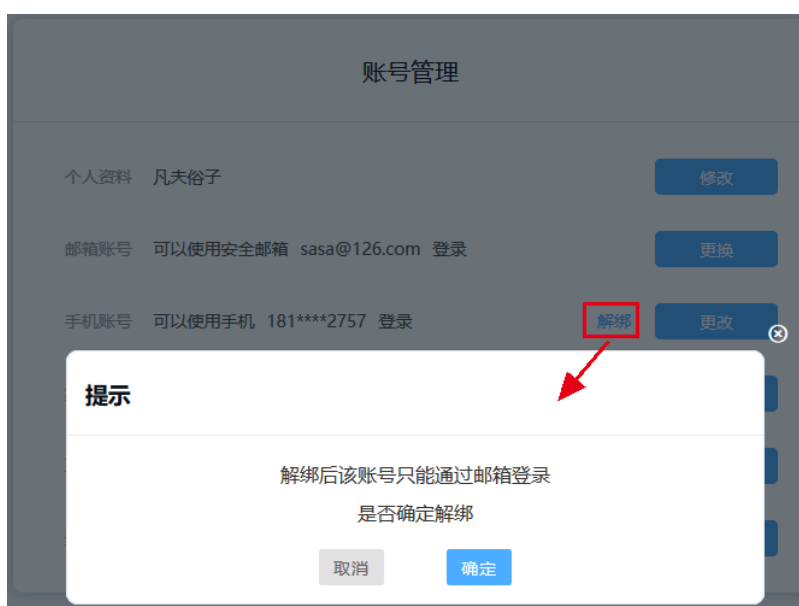 账号管理
个人资料 凡夫俗子 修改
邮箱账号 可以使用安全邮箱 sasa@126.com 登录 更换
手机账号 可以使用手机 181****2757 登录 解绑 更改
提示
解绑后该账号只能通过邮箱登录
是否确定解绑
取消 确定